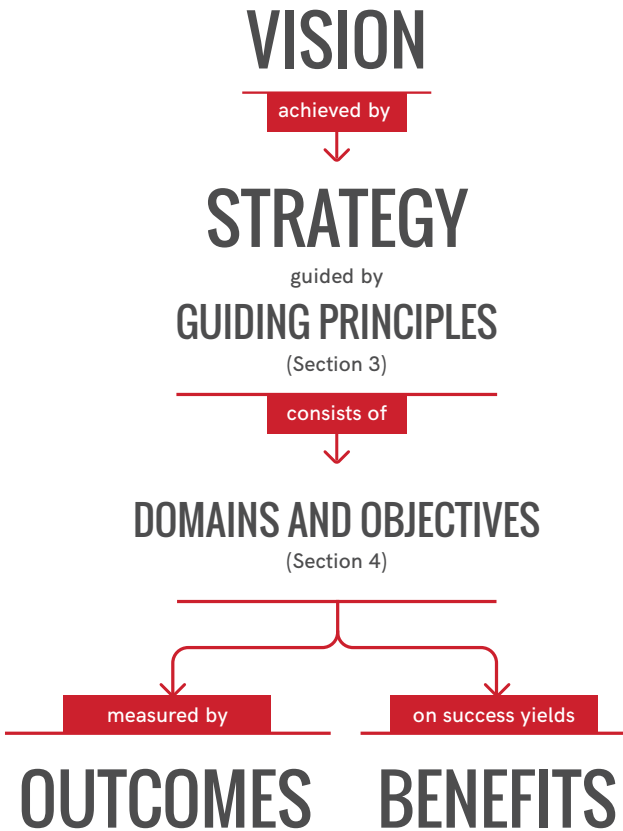 VISION
achieved by
STRATEGY
guided by
GUIDING PRINCIPLES
(Section 3)
consists of
DOMAINS AND OBJECTIVES
(Section 4)
measured by
on success yields
OUTCOMES
BENEFITS